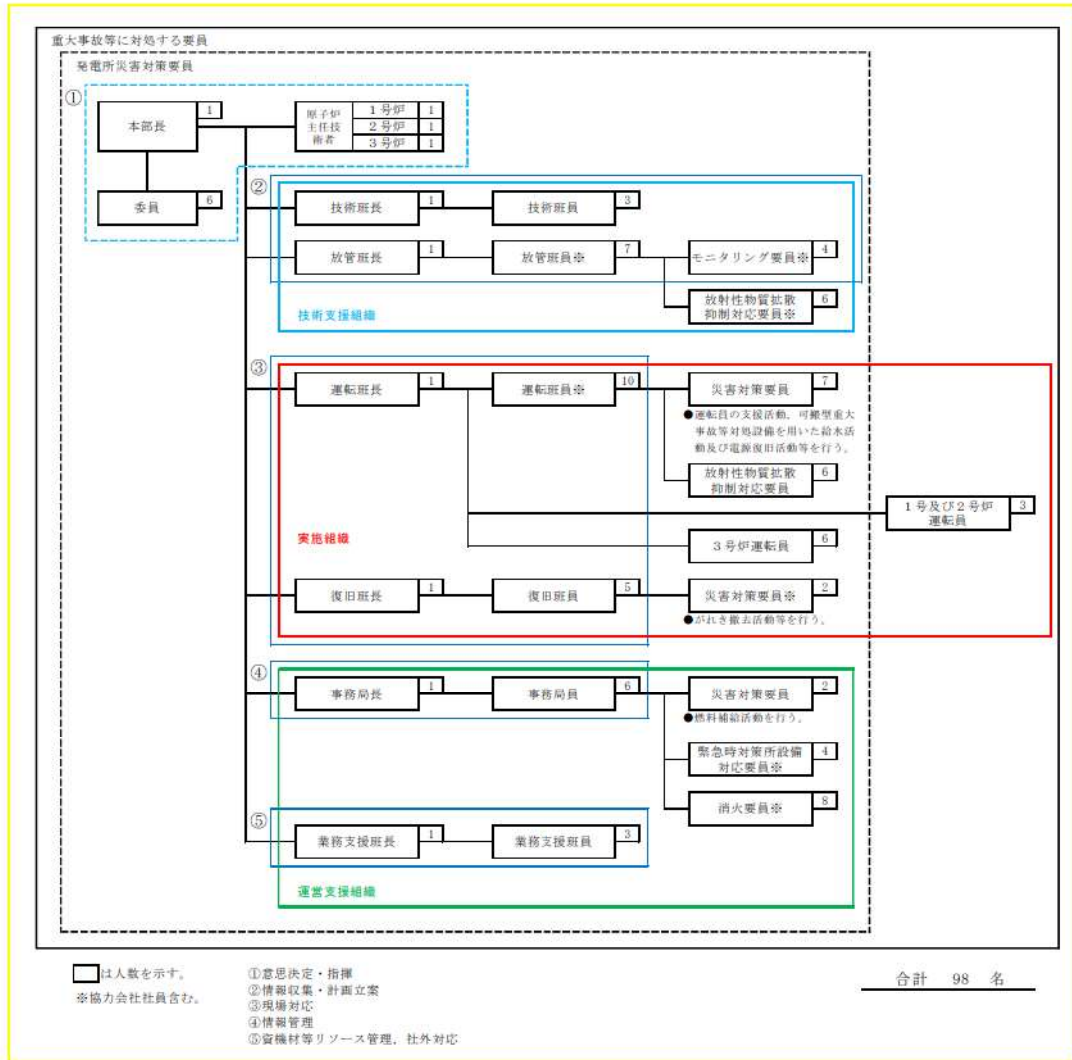 重大事故等に対処する要員
発電所災害対策要員
①
本部長
1
原子炉
主任技
術者
1号炉
1
2号炉
1
3号炉
1
委員
6
②
技術班長
1
技術班員
3
放管班長
1
放管班員※
7
モニタリング要員※
4
放射性物質拡散
抑制対応要員※
6
技術支援組織
③
運転班長
1
運転班員※
10
災害対策要員
7
●運転員の支援活動，可搬型重大
事故等対処設備を用いた給水活
動及び電源復旧活動等を行う。
放射性物質拡散
抑制対応要員
6
1号及び2号炉
運転員
3
実施組織
3号炉運転員
6
復旧班長
1
復旧班員
5
災害対策要員※
2
●がれき撤去活動等を行う。
④
事務局長
1
事務局員
6
災害対策要員
2
●燃料補給活動を行う。
緊急時対策所設備
対応要員※
4
消火要員※
8
⑤
業務支援班長
1
業務支援班員
3
運営支援組織
は人数を示す。
※協力会社社員含む。
①意思決定・指揮
②情報収集・計画立案
③現場対応
④情報管理
⑤資機材等リソース管理，社外対応
合計 98 名